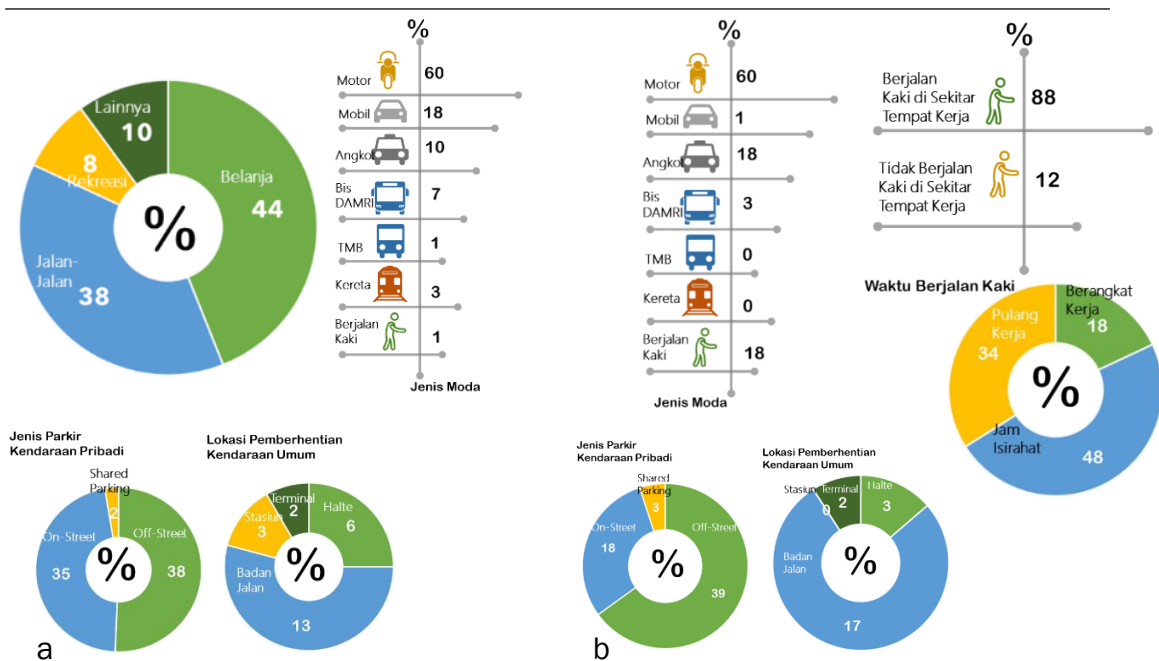 Lainnya
10
8
Rekreasi
Belanja
44
%
Jalan-
Jalan
38
%
Motor
60
Mobil
18
Angkot
10
Bis
DAMRI
7
TMB
1
Kereta
3
Berjalan
Kaki
1
Jenis Moda
Jenis Parkir
Kendaraan Pribadi
Shared
Parking
2
On-Street
35
Off-Street
38
%
Lokasi Pemberhentian
Kendaraan Umum
Terminal
2
Halte
6
Stasiun
3
Badan
Jalan
13
%
a
%
Motor
60
Mobil
1
Angkot
18
Bis
DAMRI
3
TMB
0
Kereta
0
Berjalan
Kaki
18
Jenis Moda
%
Berjalan
Kaki di Sekitar
Tempat Kerja
88
Tidak Berjalan
Kaki di Sekitar
Tempat Kerja
12
Waktu Berjalan Kaki
Berangkat
Kerja
18
Pulang
Kerja
34
%
Jam
Isirahat
48
Jenis Parkir
Kendaraan Pribadi
Shared
Parking
3
On-Street
18
Off-Street
39
%
Lokasi Pemberhentian
Kendaraan Umum
Stasiun
0
Terminal
2
Halte
3
Badan
Jalan
17
%
b